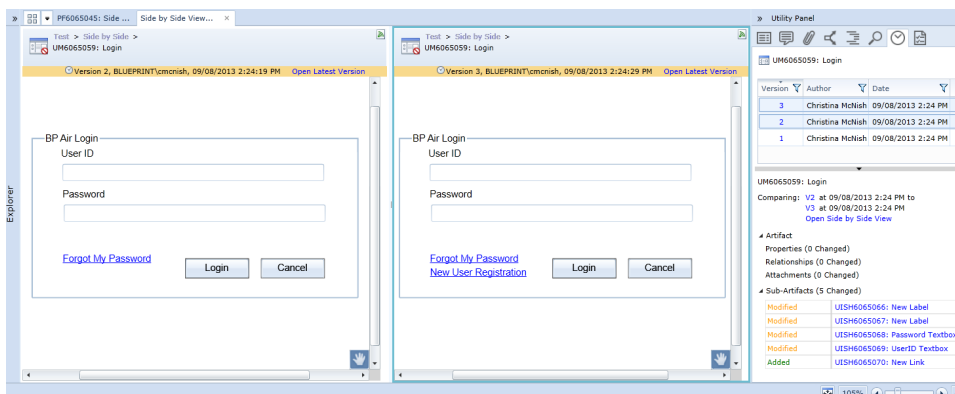 » PF6065045: Side ... Side by Side View... ×
Test > Side by Side >
UM6065059: Login
Version 2, BLUEPRINT\cmcnish, 09/08/2013 2:24:19 PM Open Latest Version
BP Air Login
User ID
Password
Forgot My Password
Login Cancel
Test > Side by Side >
UM6065059: Login
Version 3, BLUEPRINT\cmcnish, 09/08/2013 2:24:29 PM Open Latest Version
BP Air Login
User ID
Password
Forgot My Password
New User Registration
Login Cancel
Explorer
» Utility Panel
UM6065059: Login
Version Author Date
3 Christina McNish 09/08/2013 2:24 PM
2 Christina McNish 09/08/2013 2:24 PM
1 Christina McNish 09/08/2013 2:24 PM
UM6065059: Login
Comparing: V2 at 09/08/2013 2:24 PM to
V3 at 09/08/2013 2:24 PM
Open Side by Side View
Artifact
Properties (0 Changed)
Relationships (0 Changed)
Attachments (0 Changed)
Sub-Artifacts (5 Changed)
Modified UISH6065066: New Label
Modified UISH6065067: New Label
Modified UISH6065068: Password Textbox
Modified UISH6065069: UserID Textbox
Added UISH6065070: New Link
105%